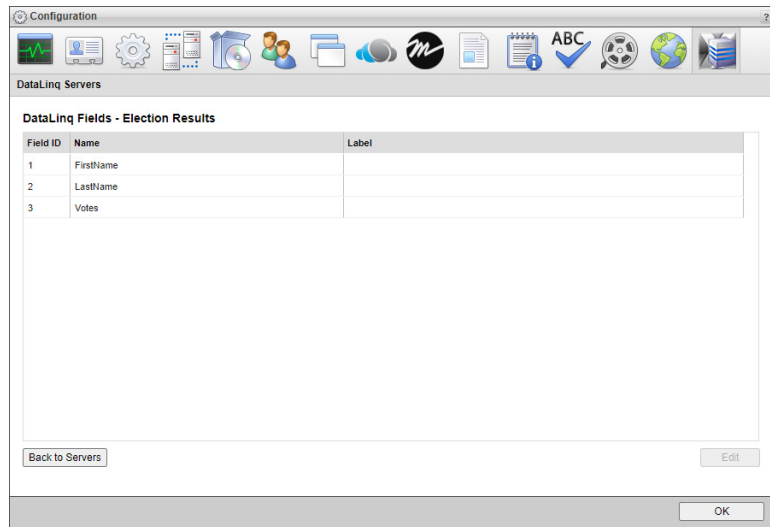 Configuration
?
ABC
DataLinq Servers
DataLinq Fields - Election Results
Field ID Name Label
1 FirstName
2 LastName
3 Votes
Back to Servers Edit
OK